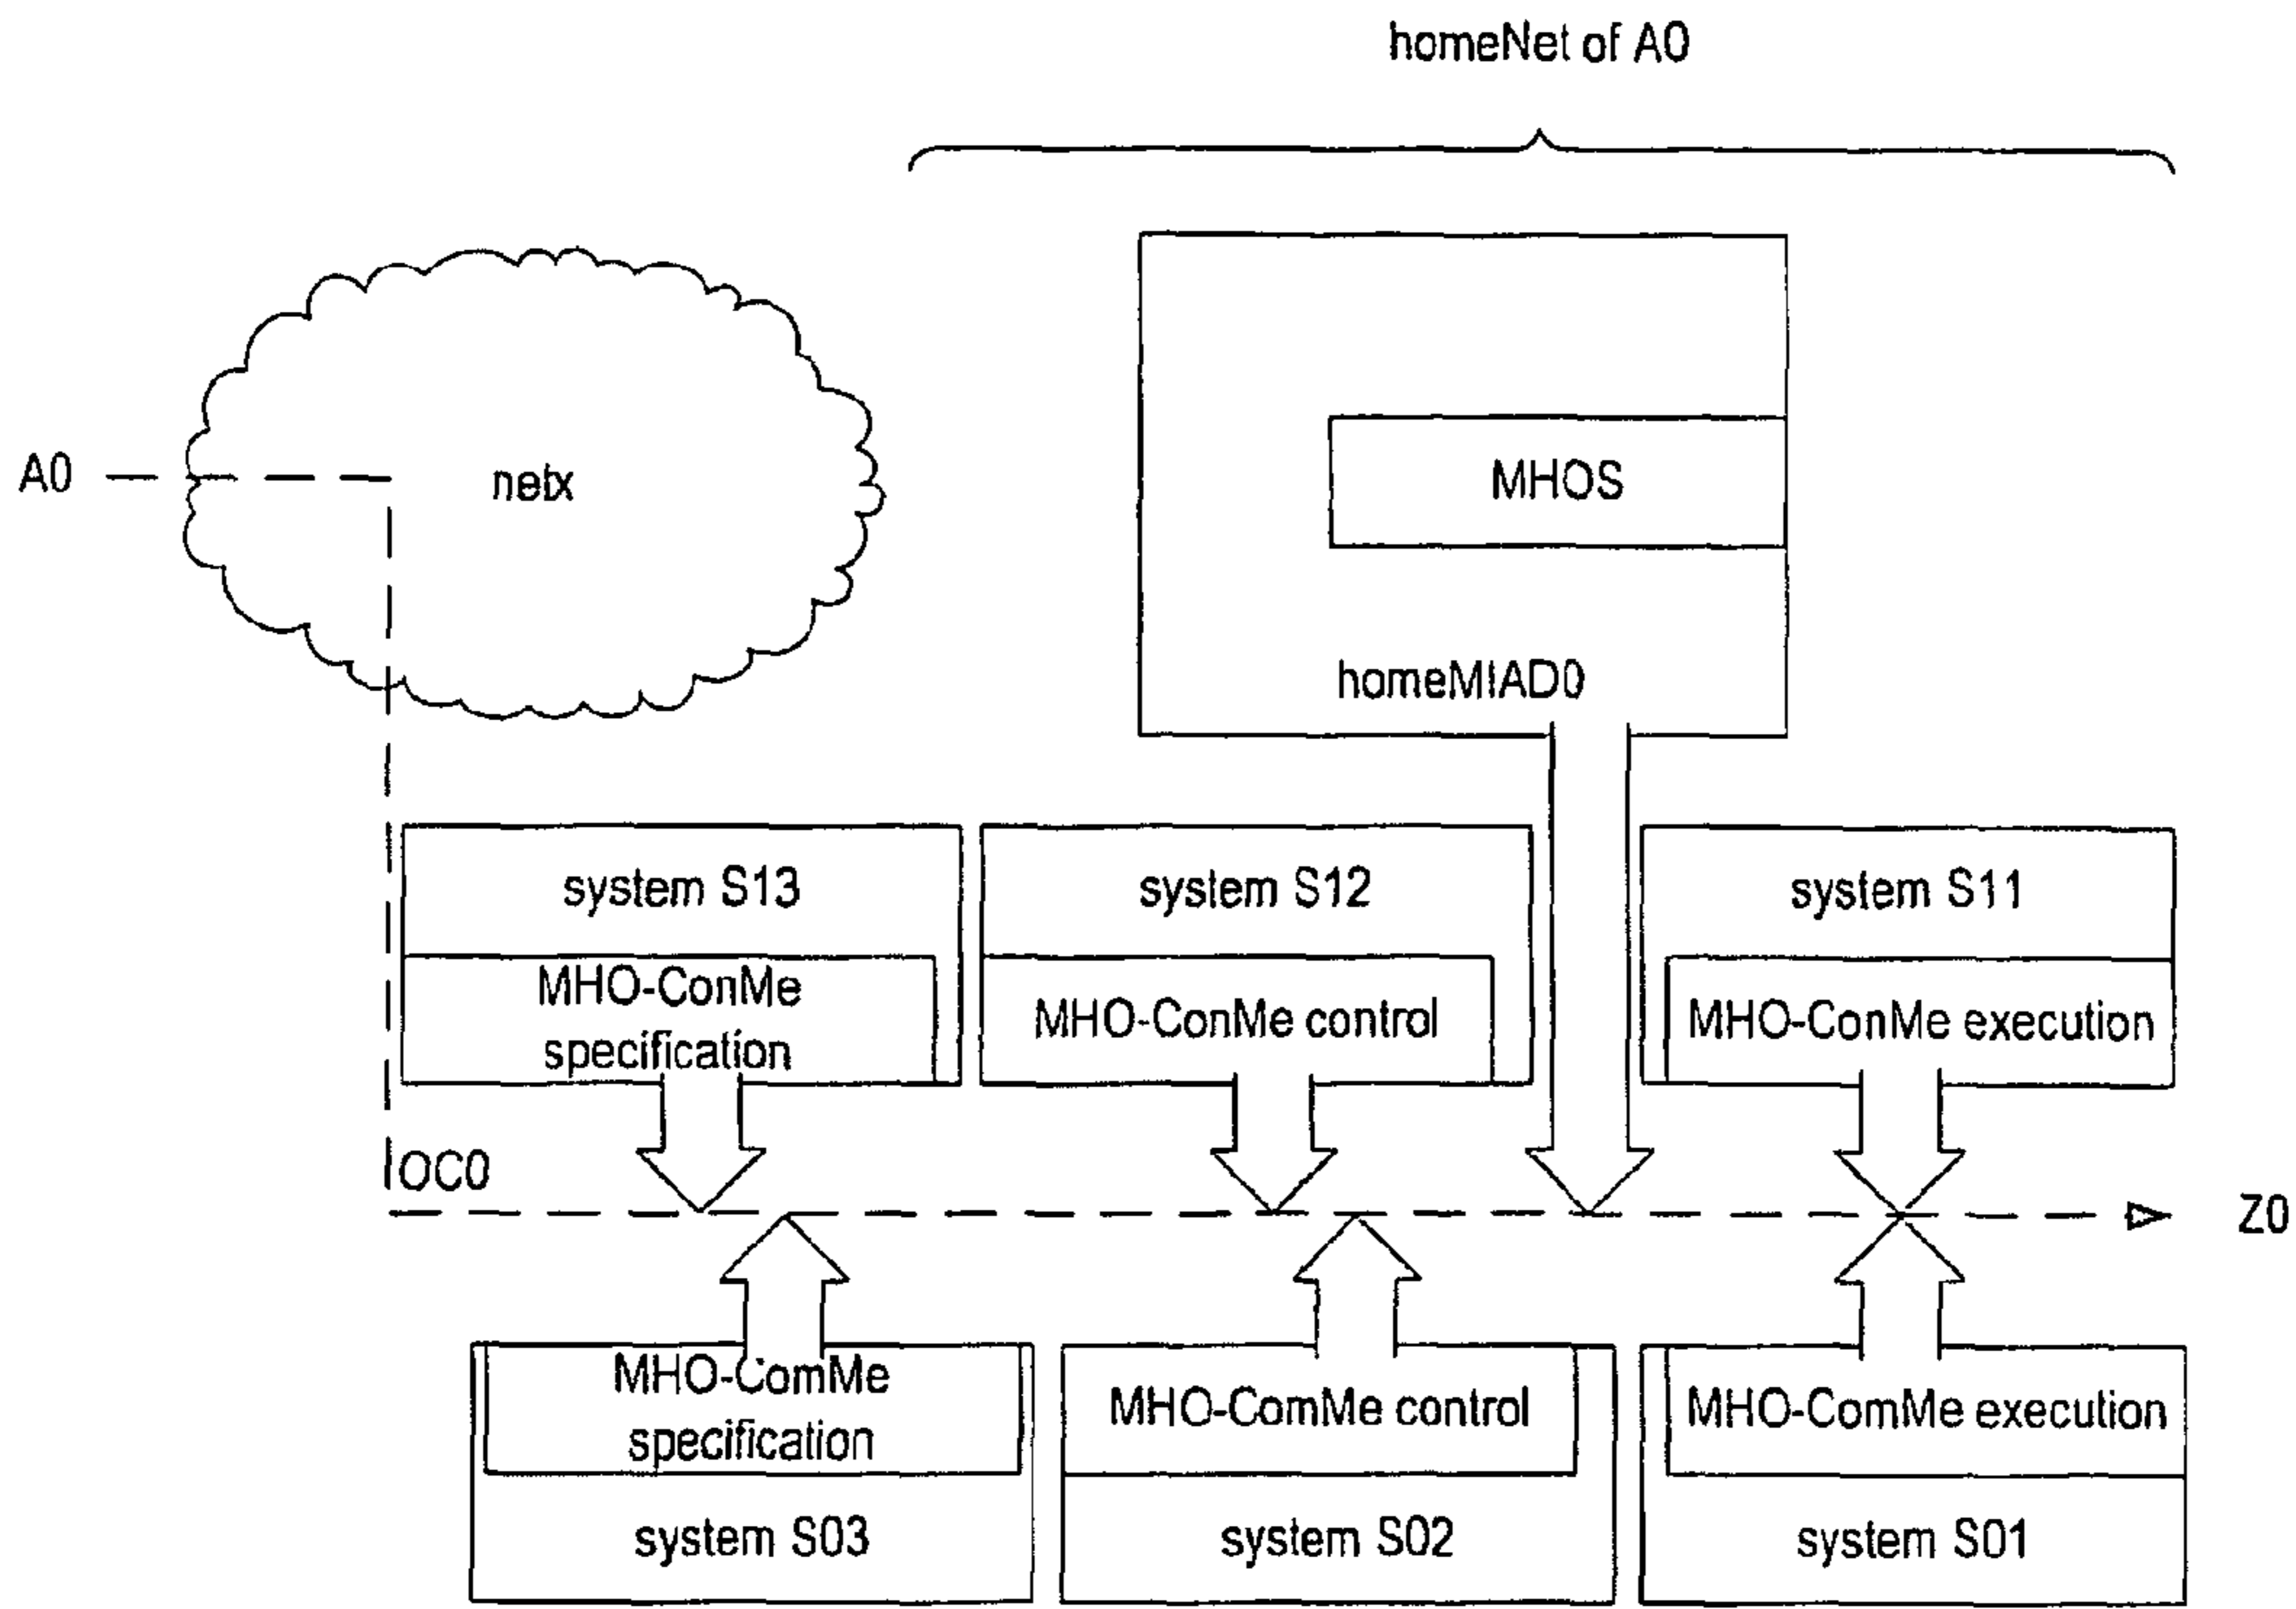 homeNet of A0
A0
netx
MHOS
homeMIAD0
system S13
system S12
system S11
MHO-ConMe
specification
MHO-ConMe control
MHO-ConMe execution
OC0
Z0
MHO-ComMe
specification
MHO-ComMe control
MHO-ComMe execution
system S03
system S02
system S01